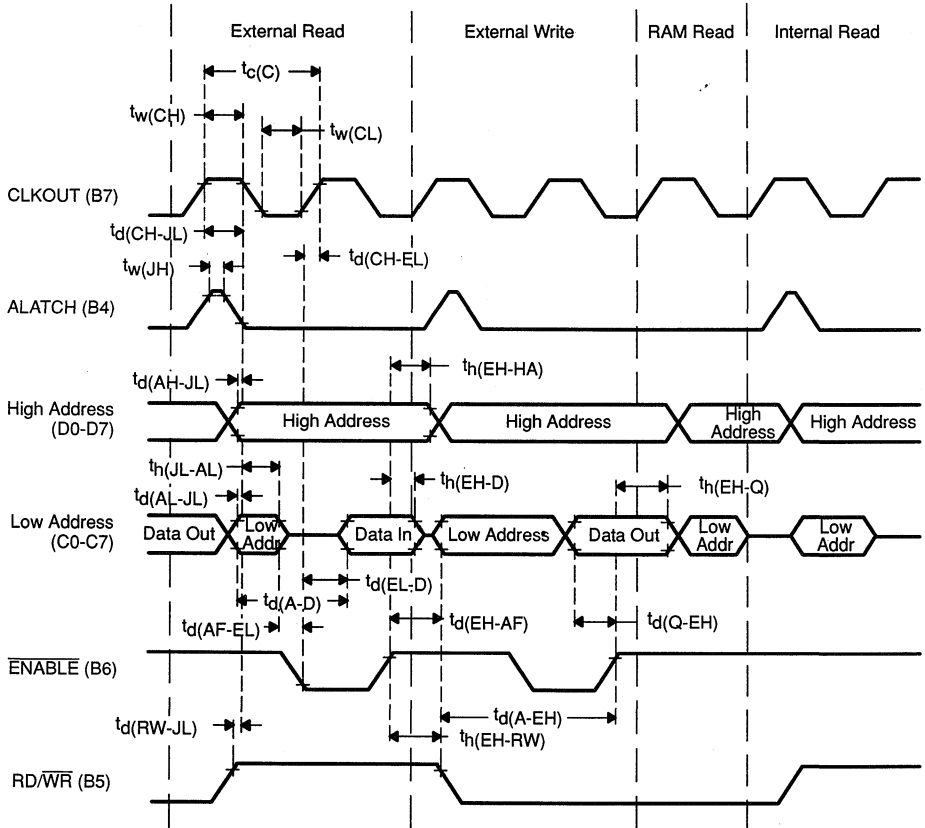 External Read
External Write
RAM Read
Internal Read
tc(C)
tw(CH)
tw(CL)
CLKOUT (B7)
td(CH-JL)
td(CH-EL)
tw(JH)
ALATCH (B4)
th(EH-HA)
td(AH-JL)
High Address
(D0-D7)
High Address
High Address
High
Address
High Address
th(JL-AL)
th(EH-D)
th(EH-Q)
td(AL-JL)
Low Address
(C0-C7)
Data Out
Low
Addr
Data In
Low Address
Data Out
Low
Addr
Low
Addr
td(EL-D)
td(A-D)
td(AF-EL)
td(EH-AF)
td(Q-EH)
ENABLE (B6)
td(A-EH)
td(RW-JL)
th(EH-RW)
RD/WR (B5)